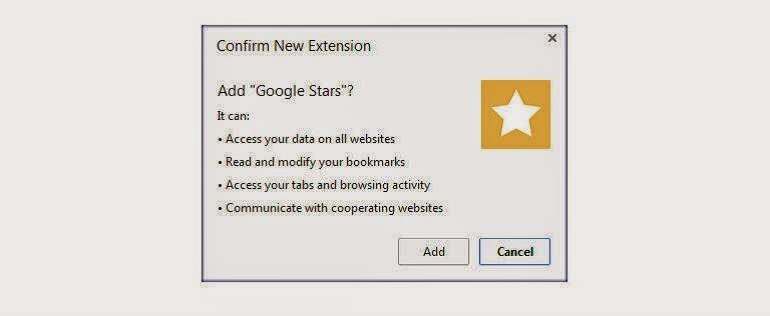 Confirm New Extension
×
Add "Google Stars"?
It can:
• Access your data on all websites
• Read and modify your bookmarks
• Access your tabs and browsing activity
• Communicate with cooperating websites
Add
Cancel